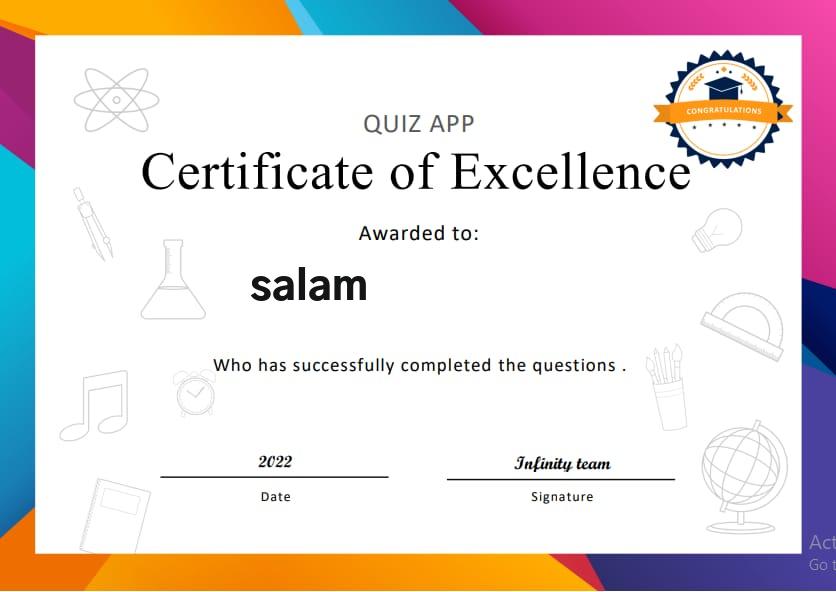 QUIZ APP
CONGRATULATIONS
Certificate of Excellence
Awarded to:
salam
Who has successfully completed the questions .
2022
Infinity team
Date
Signature
Act
Go t